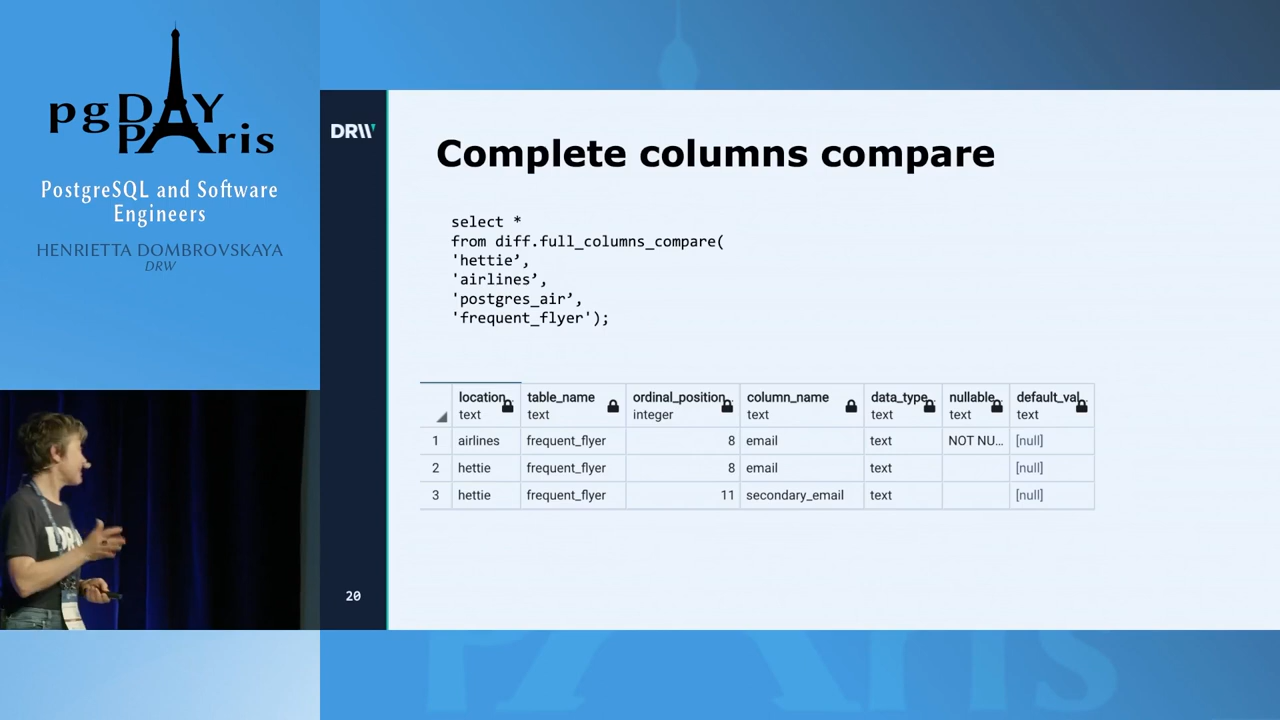 pgDAY
PAris
PostgreSQL and Software
Engineers
HENRIETTA DOMBROVSKAYA
DRW
DRW
Complete columns compare
select *
from diff.full_columns_compare(
'hettie’,
'airlines’,
'postgres_air’,
'frequent_flyer');
location table_name ordinal_position column_name data_type nullable default_val
text text integer text text text text
1 airlines frequent_flyer 8 email text NOT NU... [null]
2 hettie frequent_flyer 8 email text [null]
3 hettie frequent_flyer 11 secondary_email text [null]
20